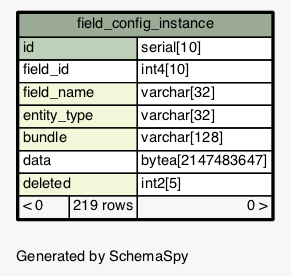 field_config_instance
id serial[10]
field_id int4[10]
field_name varchar[32]
entity_type varchar[32]
bundle varchar[128]
data bytea[2147483647]
deleted int2[5]
< 0 219 rows 0 >
Generated by SchemaSpy